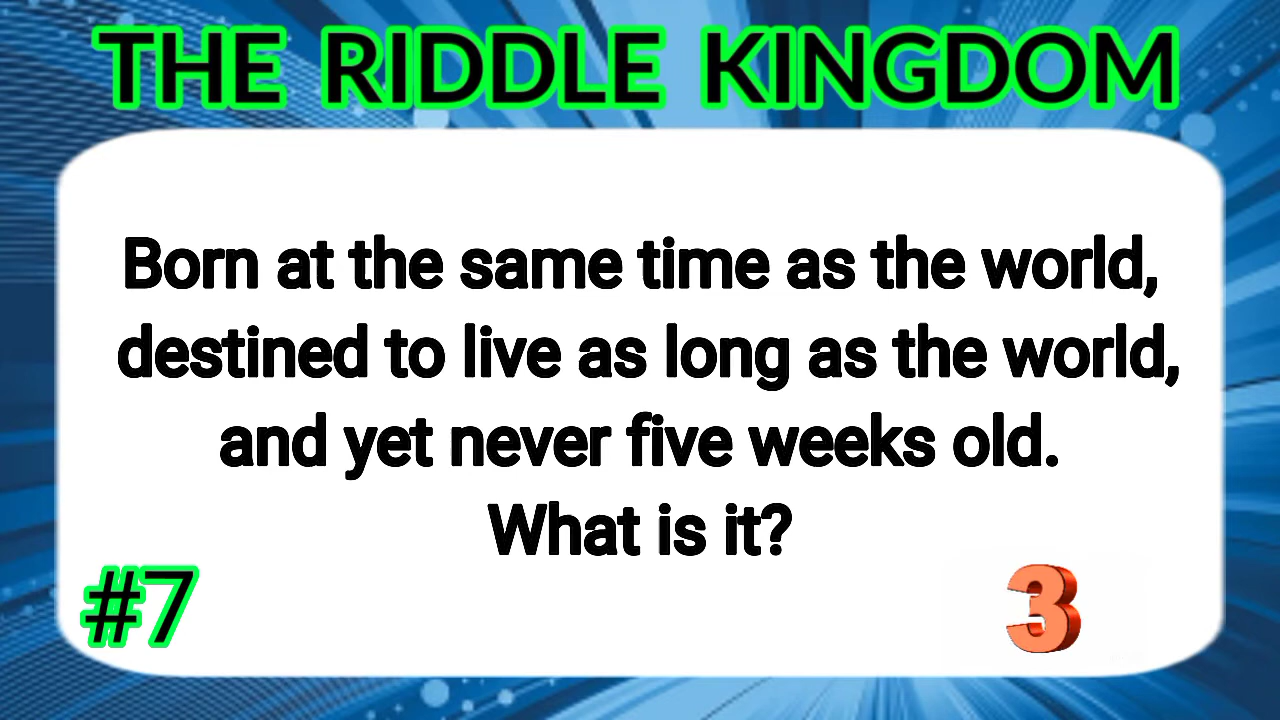 THE RIDDLE KINGDOM
Born at the same time as the world,
destined to live as long as the world,
and yet never five weeks old.
What is it?
#7
3